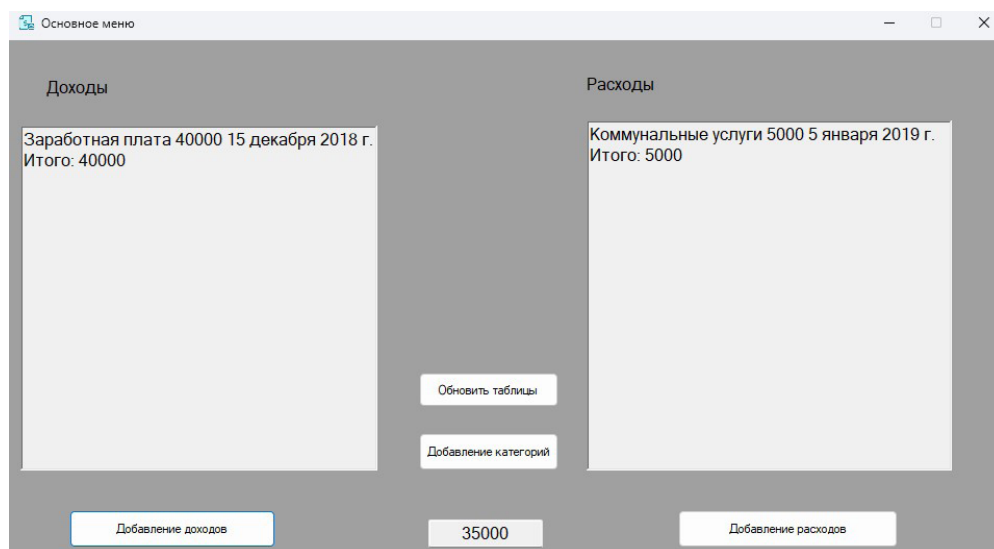 Основное меню
Доходы
Расходы
Заработная плата 40000 15 декабря 2018 г.
Итого: 40000
Коммунальные услуги 5000 5 января 2019 г.
Итого: 5000
Обновить таблицы
Добавление категорий
Добавление доходов
35000
Добавление расходов